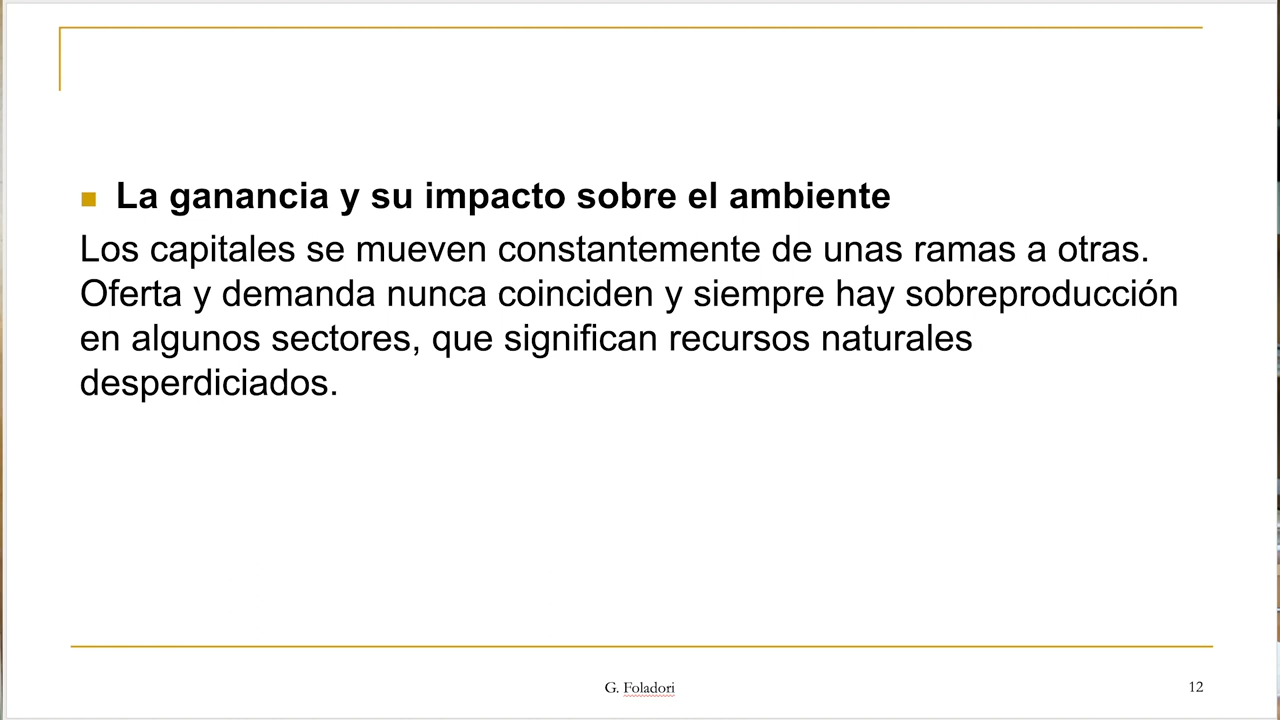 La ganancia y su impacto sobre el ambiente
Los capitales se mueven constantemente de unas ramas a otras.
Oferta y demanda nunca coinciden y siempre hay sobreproducción
en algunos sectores, que significan recursos naturales
desperdiciados.
G. Foladori
12